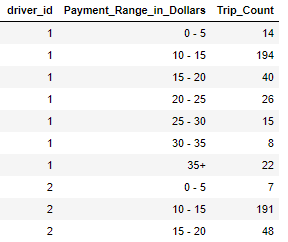 driver_id Payment_Range_in_Dollars Trip_Count
1 0 - 5 14
1 10 - 15 194
1 15 - 20 40
1 20 - 25 26
1 25 - 30 15
1 30 - 35 8
1 35+ 22
2 0 - 5 7
2 10 - 15 191
2 15 - 20 48